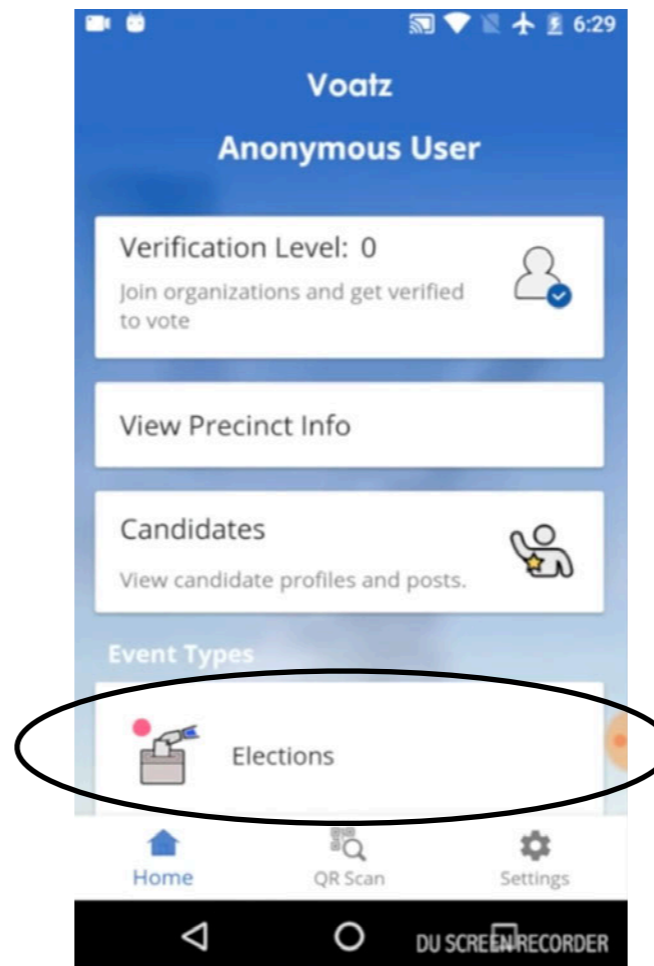 6:29
Voatz
Anonymous User
Verification Level: 0
Join organizations and get verified
to vote
View Precinct Info
Candidates
View candidate profiles and posts.
Event Types
Elections
Home QR Scan Settings
DU SCREEN RECORDER